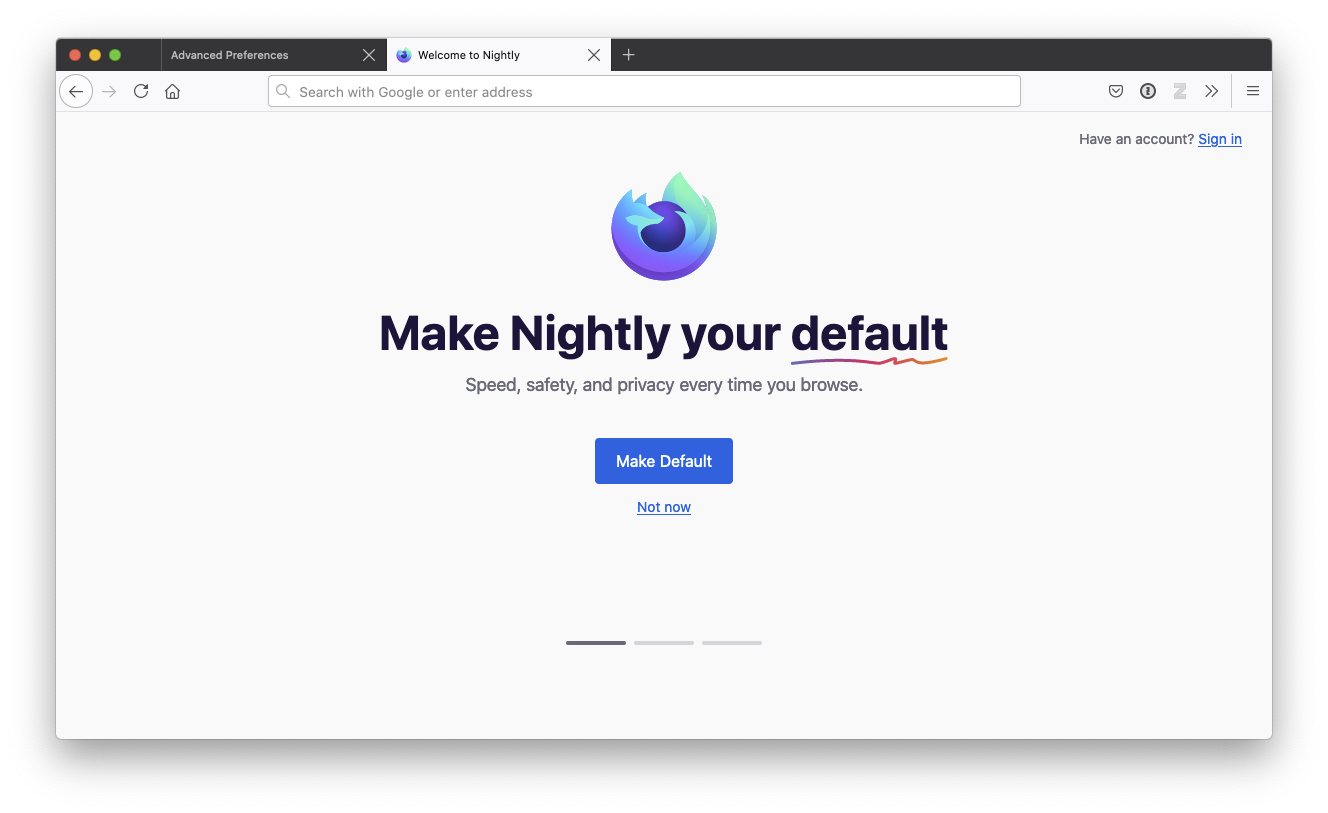 Advanced Preferences
Welcome to Nightly
Search with Google or enter address
Have an account? Sign in
Make Nightly your default
Speed, safety, and privacy every time you browse.
Make Default
Not now